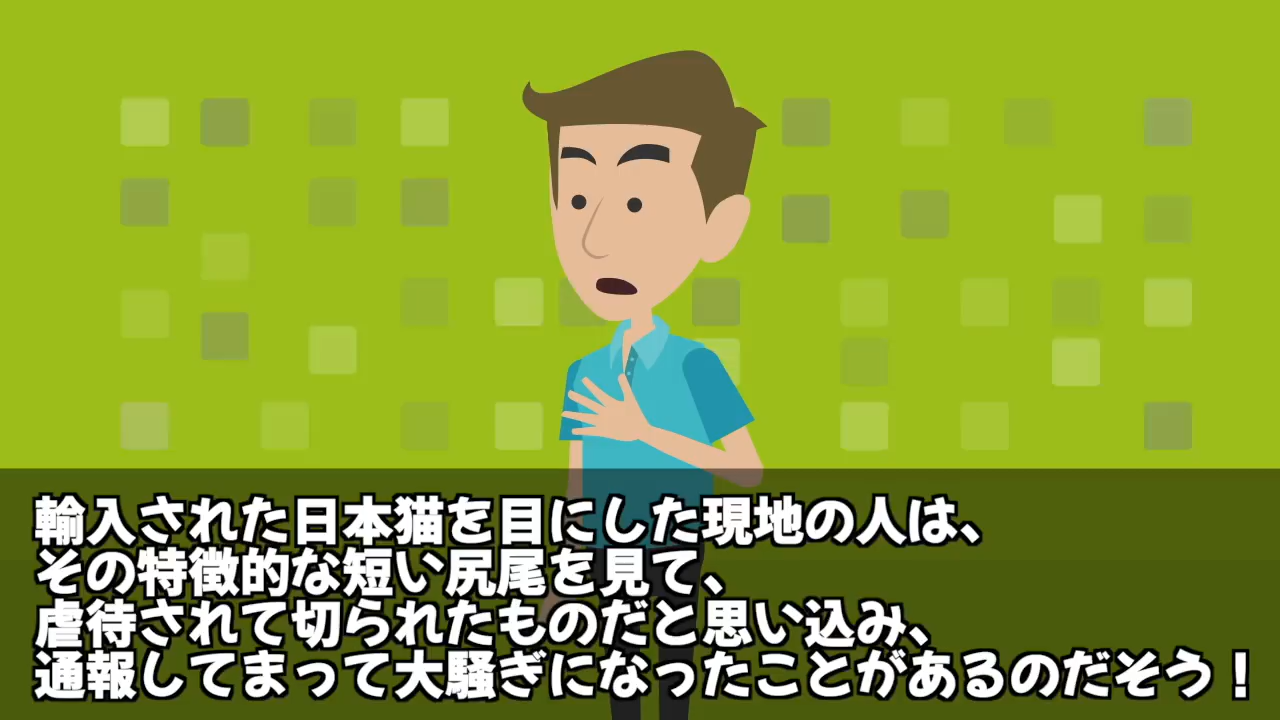 輸入された日本猫を目にした現地の人は、
その特徴的な短い尻尾を見て、
虐待されて切られたものだと思い込み、
通報してまって大騒ぎになったことがあるのだそう！